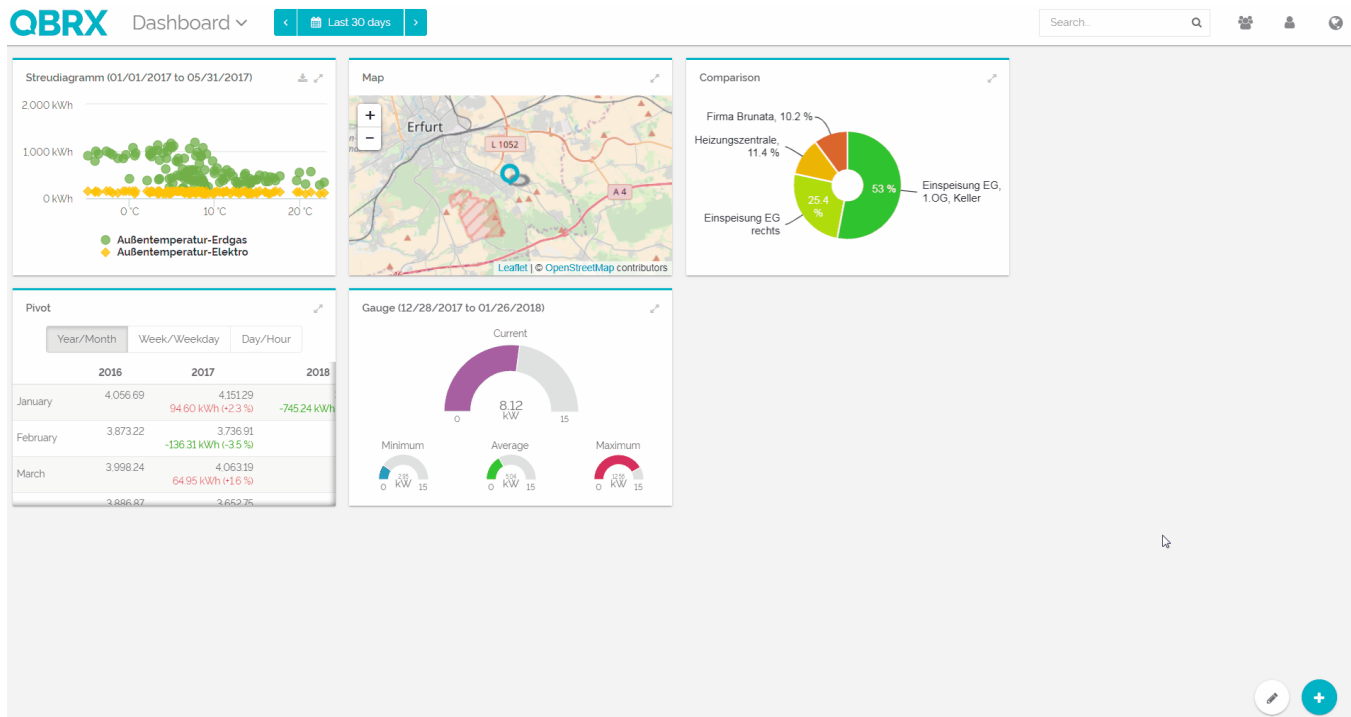 QBRX Dashboard Last 30 days Search...
Streudiagramm (01/01/2017 to 05/31/2017)
2.000 kWh
1.000 kWh
0 kWh
0 °C 10 °C 20 °C
Außentemperatur-Erdgas
Außentemperatur-Elektro
Map
+
−
Erfurt
L 1052
A 4
Leaflet | © OpenStreetMap contributors
Comparison
Firma Brunata, 10.2 %
Heizungszentrale,
11.4 %
53 %
Einspeisung EG,
1.OG, Keller
25.4
%
Einspeisung EG
rechts
Pivot
Year/Month Week/Weekday Day/Hour
2016 2017 2018
January 4,056.69 4,151.29
94.60 kWh (+2.3 %) -745.24 kWh
February 3,873.22 3,736.91
-136.31 kWh (-3.5 %)
March 3,998.24 4,063.19
64.95 kWh (+1.6 %)
3,886.87 3,652.75
Gauge (12/28/2017 to 01/26/2018)
Current
8.12
kW
0 15
Minimum Average Maximum
kW kW kW
0 15 0 15 0 15